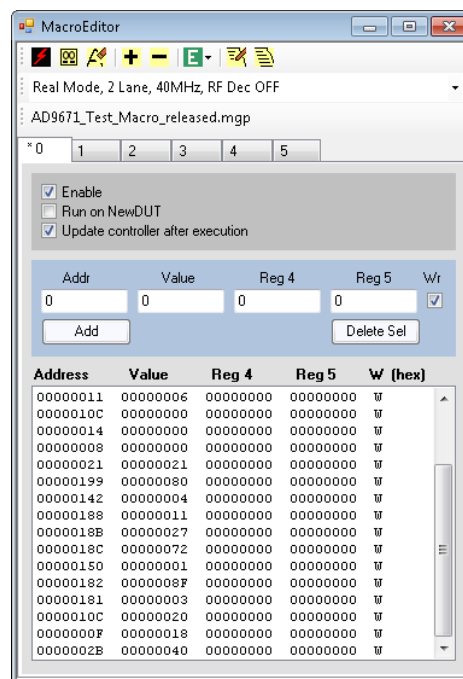 MacroEditor
E
Real Mode, 2 Lane, 40MHz, RF Dec OFF
AD9671_Test_Macro_released.mgp
* 0 1 2 3 4 5
Enable
Run on NewDUT
Update controller after execution
Addr Value Reg 4 Reg 5 Wr
0 0 0 0
Add Delete Sel
Address Value Reg 4 Reg 5 W (hex)
00000011 00000006 00000000 00000000 W
0000010C 00000000 00000000 00000000 W
00000014 00000000 00000000 00000000 W
00000008 00000000 00000000 00000000 W
00000021 00000021 00000000 00000000 W
00000199 00000080 00000000 00000000 W
00000142 00000004 00000000 00000000 W
00000188 00000011 00000000 00000000 W
0000018B 00000027 00000000 00000000 W
0000018C 00000072 00000000 00000000 W
00000150 00000001 00000000 00000000 W
00000182 0000008F 00000000 00000000 W
00000181 00000003 00000000 00000000 W
0000010C 00000020 00000000 00000000 W
0000000F 00000018 00000000 00000000 W
0000002B 00000040 00000000 00000000 W